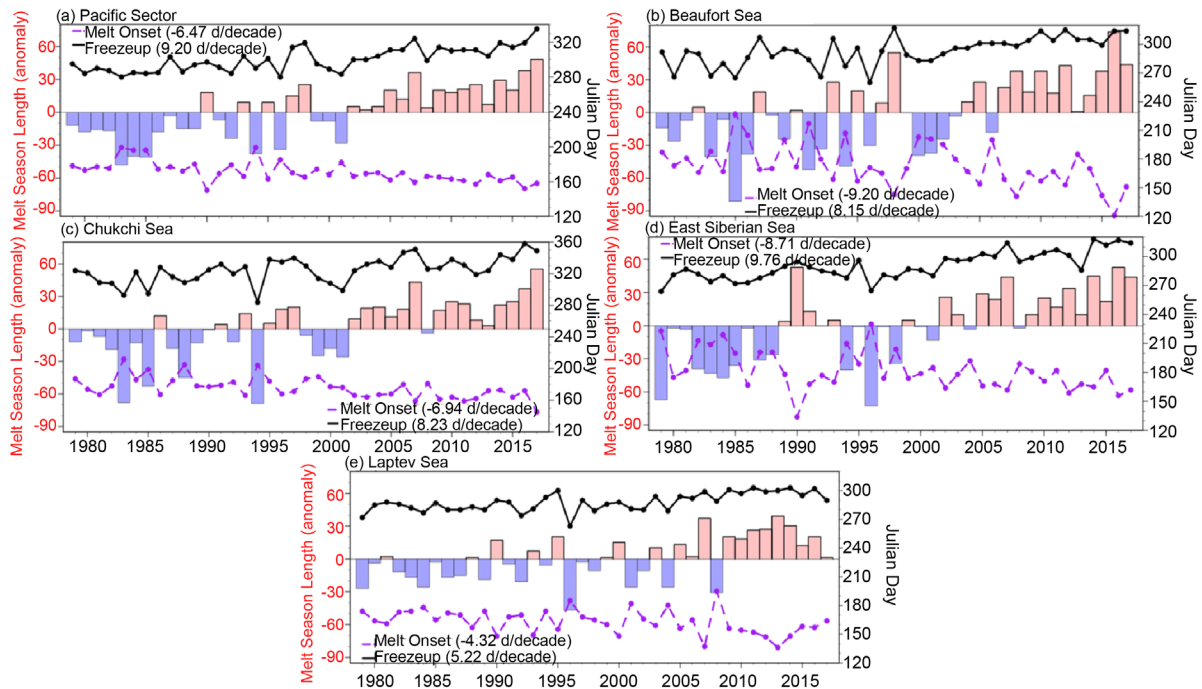 (a) Pacific Sector
Melt Onset (-6.47 d/decade)
Freezeup (9.20 d/decade)
Melt Season Length (anomaly)
60
30
0
-30
-60
-90
320
280
240
200
160
120
Julian Day
(b) Beaufort Sea
Melt Onset (-9.20 d/decade)
Freezeup (8.15 d/decade)
Melt Season Length (anomaly)
60
30
0
-30
-60
-90
300
270
240
210
180
150
120
Julian Day
(c) Chukchi Sea
Melt Onset (-6.94 d/decade)
Freezeup (8.23 d/decade)
Melt Season Length (anomaly)
60
30
0
-30
-60
-90
360
320
280
240
200
160
120
Julian Day
1980 1985 1990 1995 2000 2005 2010 2015
(d) East Siberian Sea
Melt Onset (-8.71 d/decade)
Freezeup (9.76 d/decade)
Melt Season Length (anomaly)
60
30
0
-30
-60
-90
300
270
240
210
180
150
120
Julian Day
1980 1985 1990 1995 2000 2005 2010 2015
(e) Laptev Sea
Melt Onset (-4.32 d/decade)
Freezeup (5.22 d/decade)
Melt Season Length (anomaly)
60
30
0
-30
-60
-90
300
270
240
210
180
150
120
Julian Day
1980 1985 1990 1995 2000 2005 2010 2015